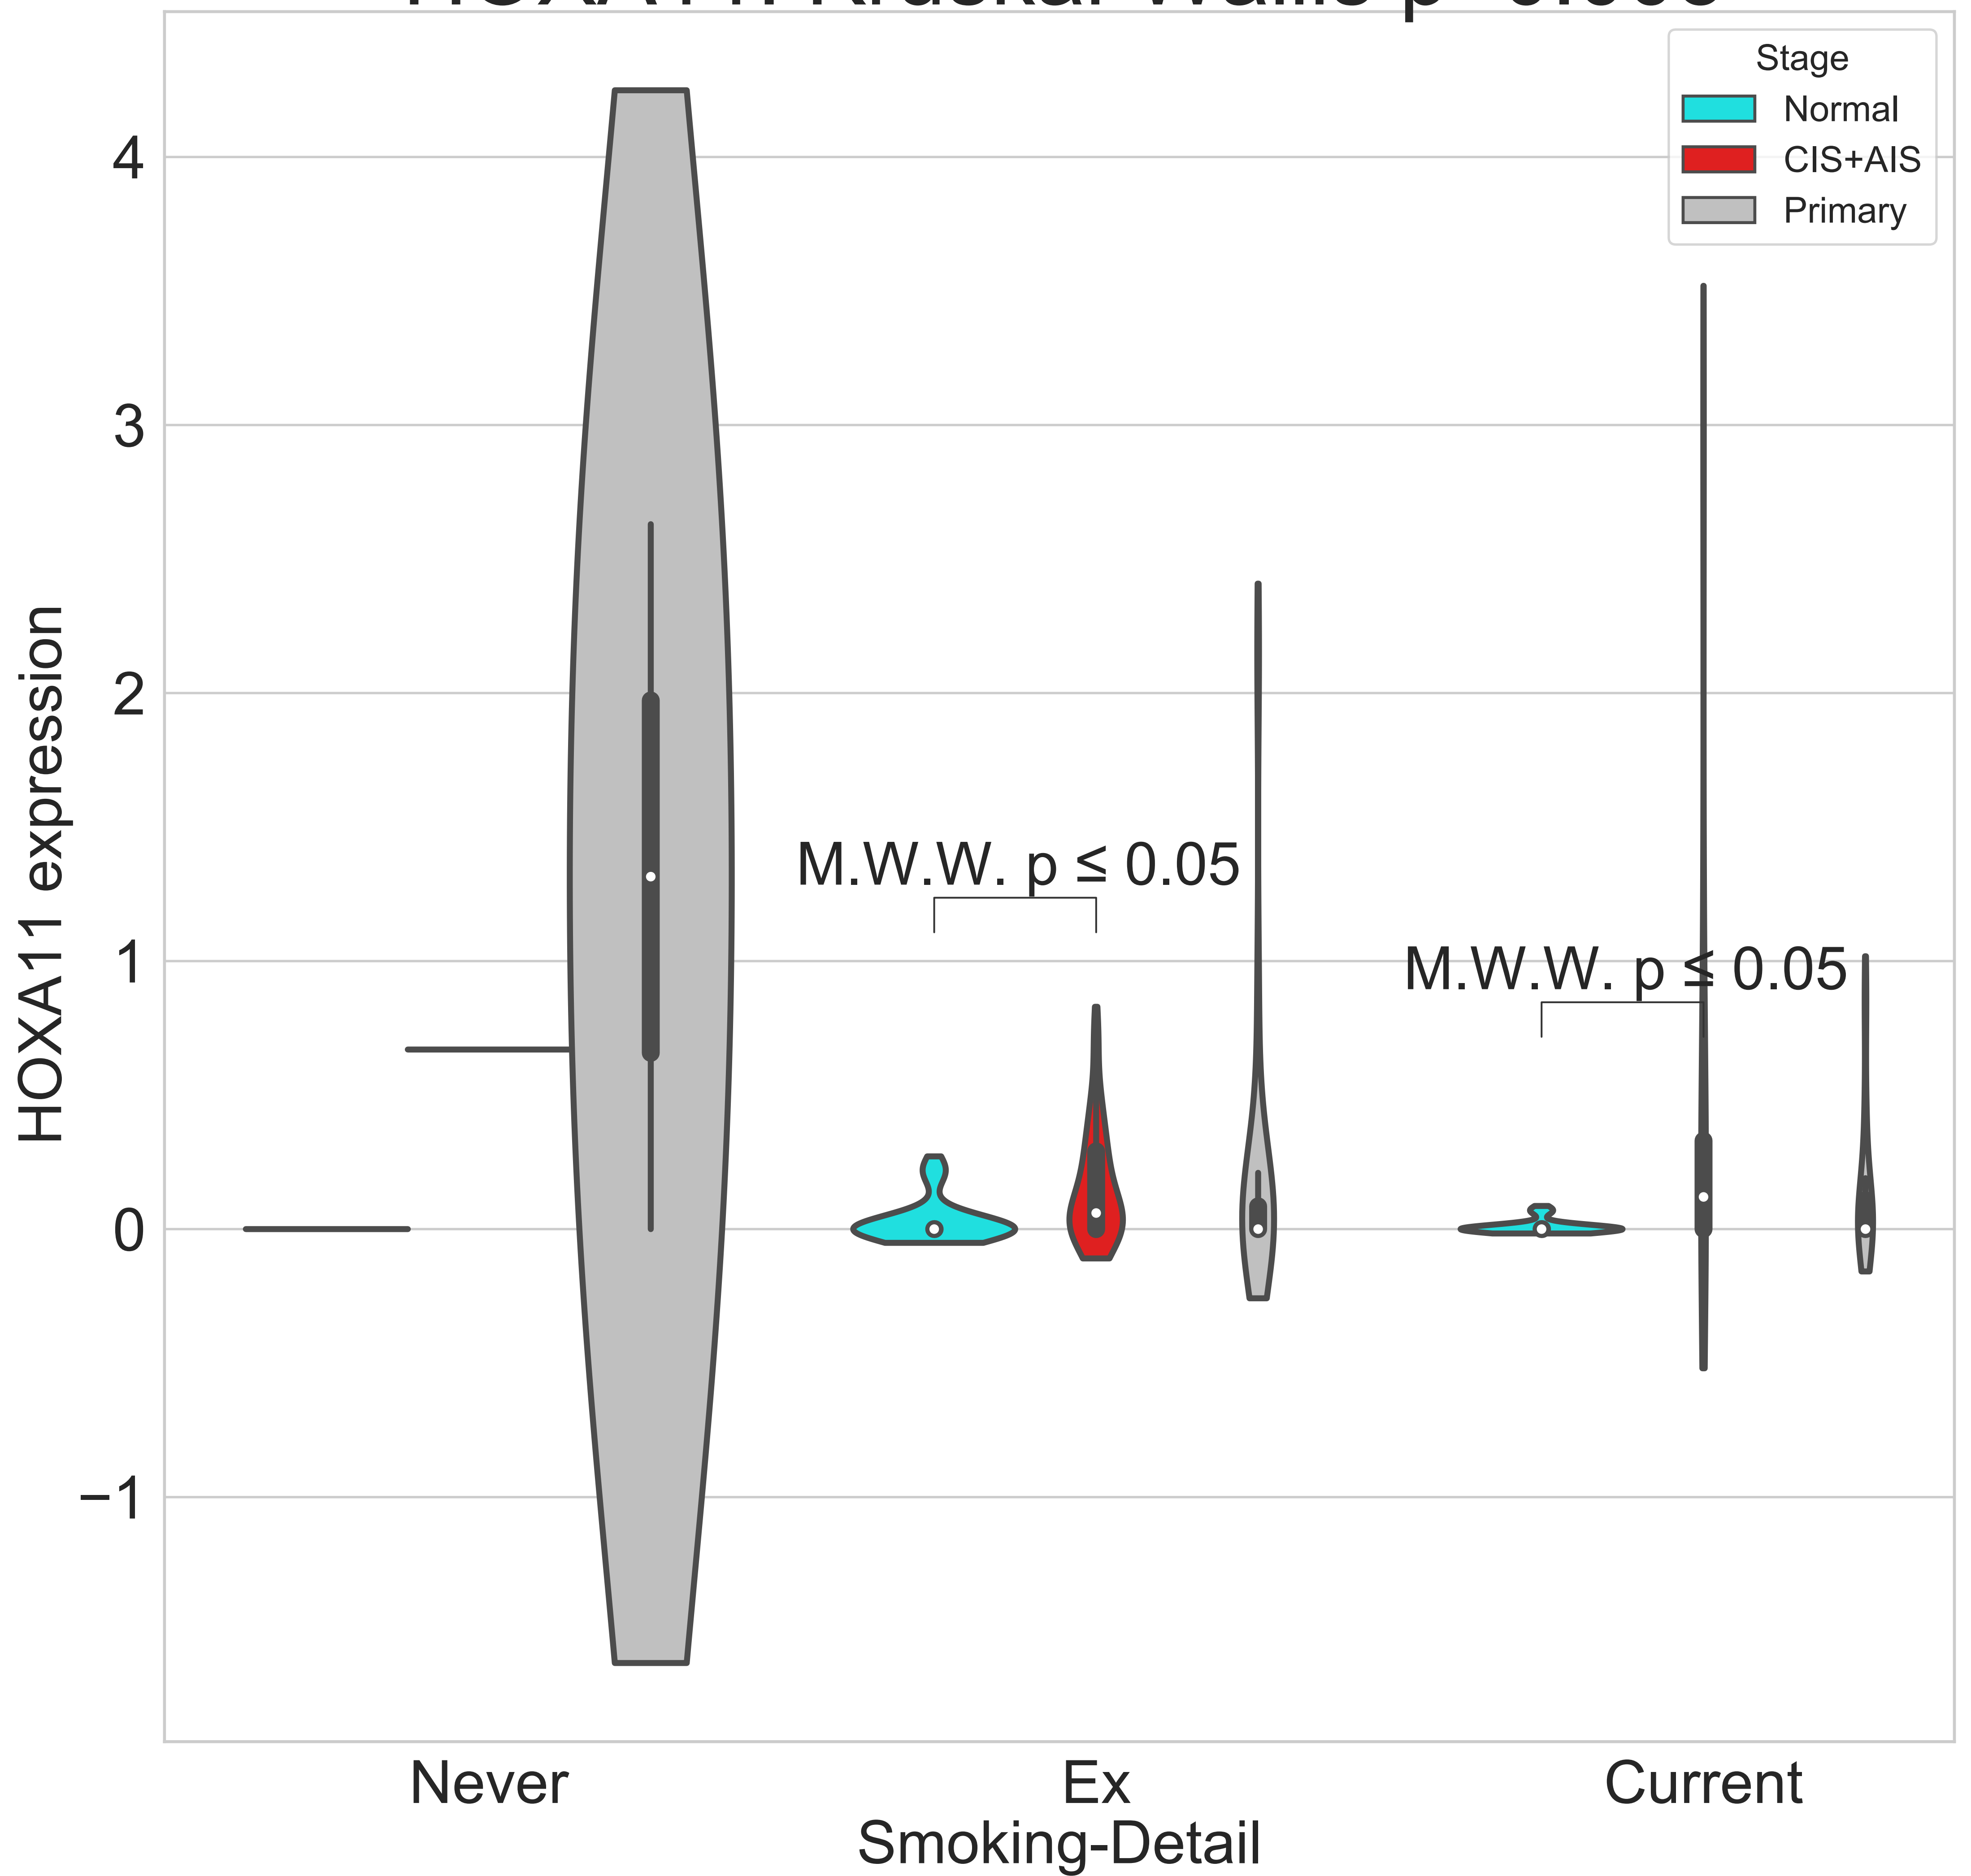 Stage
Normal
CIS+AIS
Primary
4
3
2
1
0
−1
HOXA11 expression
M.W.W. p ≤ 0.05
M.W.W. p ≤ 0.05
Never
Ex
Current
Smoking-Detail